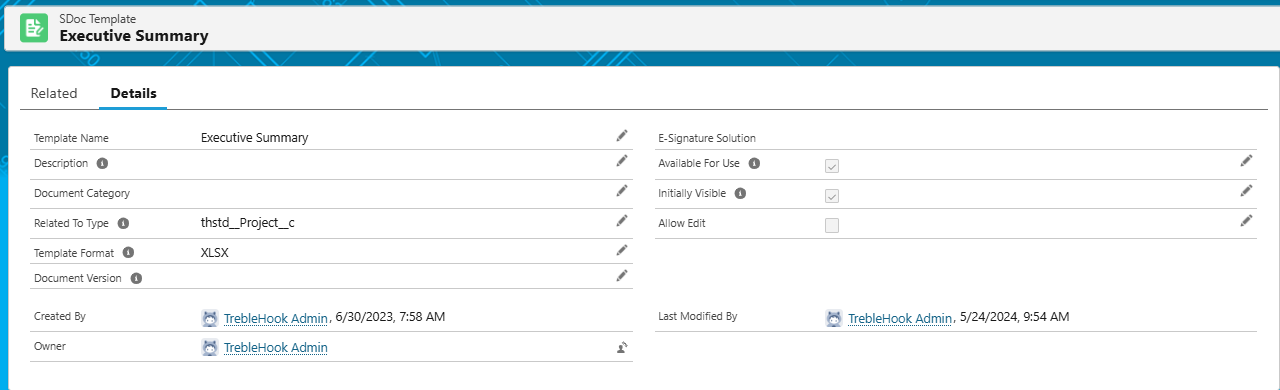 SDoc Template
Executive Summary
Related
Details
Template Name Executive Summary
E-Signature Solution
Description
Available For Use
Document Category
Initially Visible
Related To Type thstd__Project__c
Allow Edit
Template Format XLSX
Document Version
Created By TrebleHook Admin, 6/30/2023, 7:58 AM
Last Modified By TrebleHook Admin, 5/24/2024, 9:54 AM
Owner TrebleHook Admin